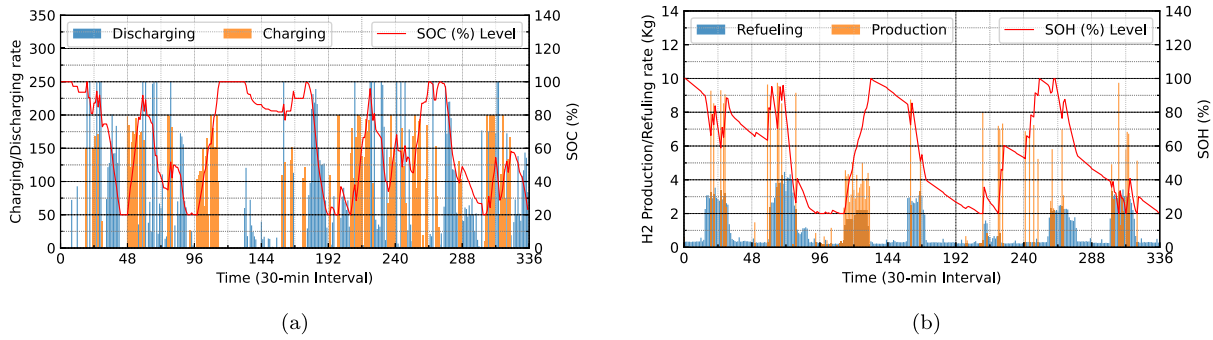 350
300
250
200
150
100
50
0
Charging/Discharging rate
Discharging
Charging
SOC (%) Level
140
120
100
80
60
40
20
0
SOC (%)
0 48 96 144 192 240 288 336
Time (30-min Interval)
(a)
14
12
10
8
6
4
2
0
H2 Production/Refuling rate (Kg)
Refueling
Production
SOH (%) Level
140
120
100
80
60
40
20
0
SOH (%)
0 48 96 144 192 240 288 336
Time (30-min Interval)
(b)